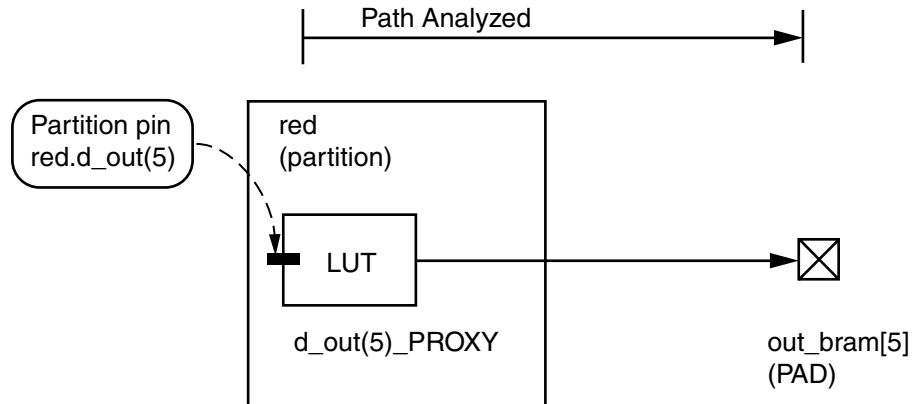 Path Analyzed
Partition pin
red.d_out(5)
red
(partition)
LUT
d_out(5)_PROXY
out_bram[5]
(PAD)